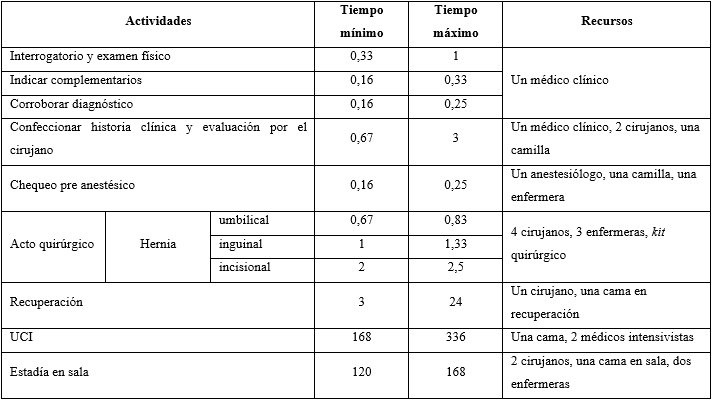 Actividades Tiempo mínimo Tiempo máximo Recursos
Interrogatorio y examen físico 0,33 1 Un médico clínico
Indicar complementarios 0,16 0,33
Corroborar diagnóstico 0,16 0,25
Confeccionar historia clínica y evaluación por el cirujano 0,67 3 Un médico clínico, 2 cirujanos, una camilla
Chequeo pre anestésico 0,16 0,25 Un anestesiólogo, una camilla, una enfermera
Acto quirúrgico Hernia umbilical 0,67 0,83 4 cirujanos, 3 enfermeras, kit quirúrgico
inguinal 1 1,33
incisional 2 2,5
Recuperación 3 24 Un cirujano, una cama en recuperación
UCI 168 336 Una cama, 2 médicos intensivistas
Estadía en sala 120 168 2 cirujanos, una cama en sala, dos enfermeras